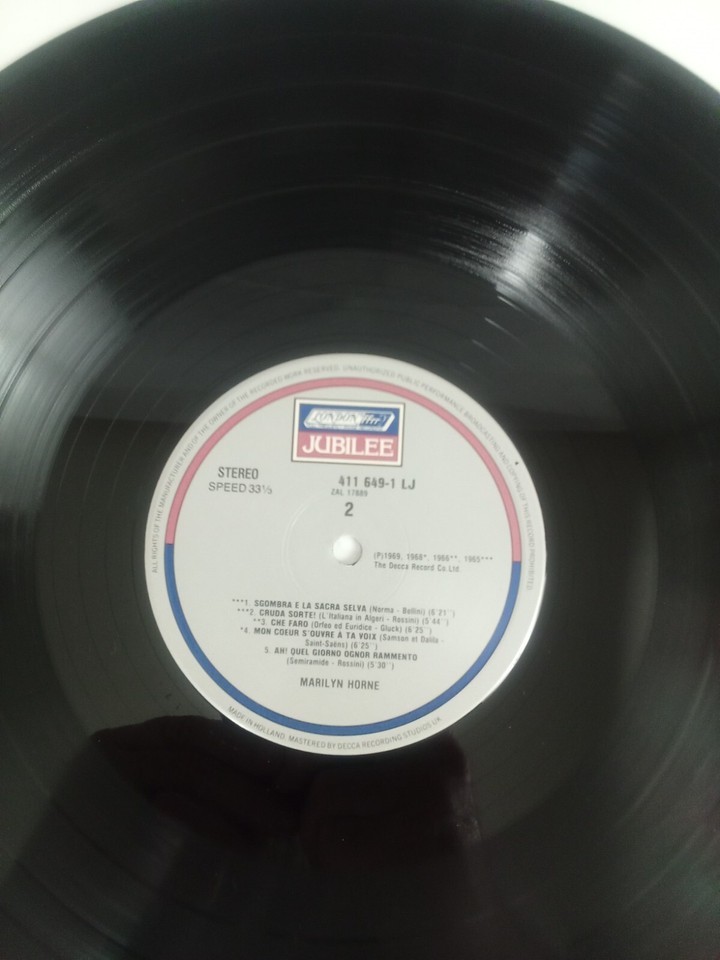 ALL RIGHTS OF THE MANUFACTURER AND OF THE OWNER OF THE RECORDED WORK RESERVED. UNAUTHORIZED PUBLIC PERFORMANCE BROADCASTING AND COPYING OF THIS RECORD PROHIBITED
LONDON ffrr
JUBILEE
STEREO
SPEED 33⅓
411 649-1 LJ
ZAL 17889
2
(P)1969, 1968*, 1966**, 1965***
The Decca Record Co.Ltd.
***1. SGOMBRA E LA SACRA SELVA (Norma - Bellini) (6'21'')
***2. CRUDA SORTE! (L'Italiana in Algeri - Rossini) (5'44'')
**3. CHE FARO (Orfeo ed Euridice - Gluck) (6'25'')
*4. MON COEUR S'OUVRE À TA VOIX (Samson et Dalila -
Saint-Saëns) (6'25'')
5. AH! QUEL GIORNO OGNOR RAMMENTO
(Semiramide - Rossini) (5'30'')
MARILYN HORNE
MADE IN HOLLAND. MASTERED BY DECCA RECORDING STUDIOS UK